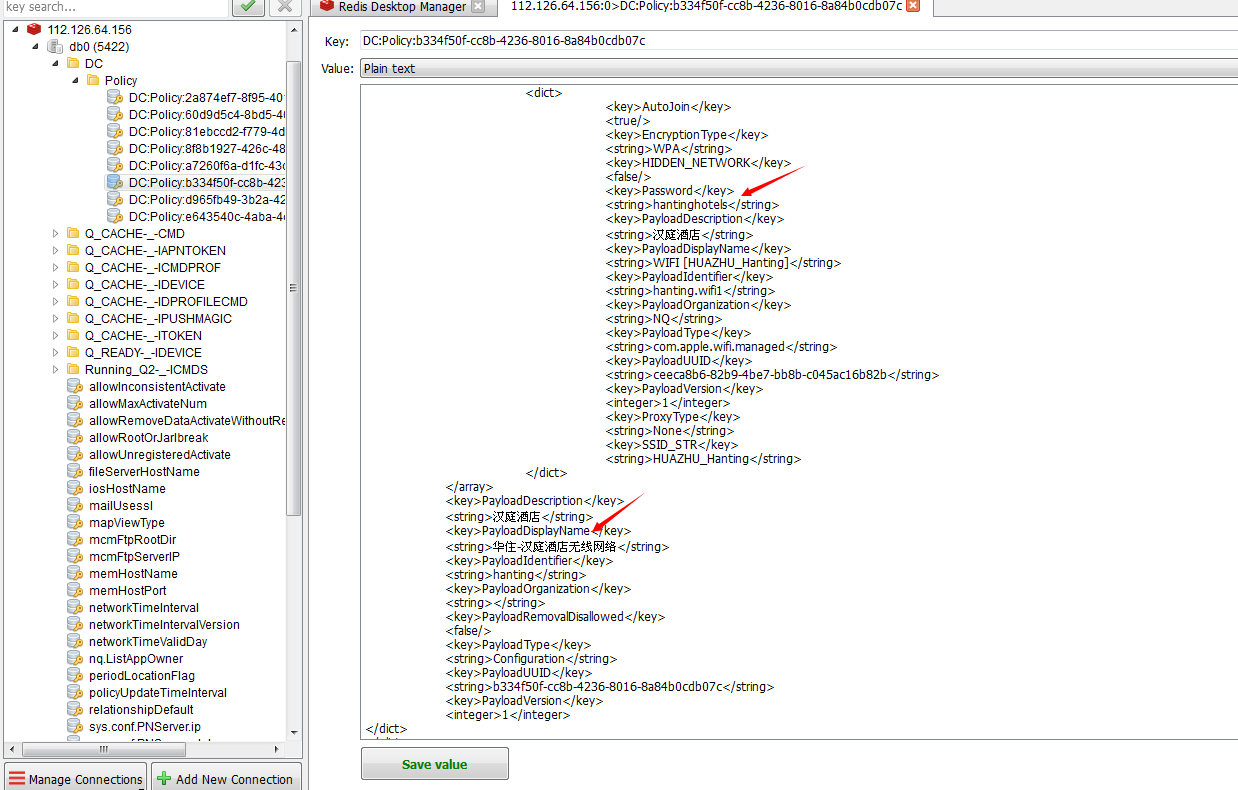 key search...
Redis Desktop Manager
112.126.64.156:0>DC:Policy:b334f50f-cc8b-4236-8016-8a84b0cdb07c
112.126.64.156
db0 (5422)
DC
Policy
DC:Policy:2a874ef7-8f95-40
DC:Policy:60d9d5c4-8bd5-40
DC:Policy:81ebccd2-f779-4d
DC:Policy:8f8b1927-426c-48
DC:Policy:a7260f6a-d1fc-43c
DC:Policy:b334f50f-cc8b-423
DC:Policy:d965fb49-3b2a-42
DC:Policy:e643540c-4aba-4
Q_CACHE-_-CMD
Q_CACHE-_-IAPNTOKEN
Q_CACHE-_-ICMDPROF
Q_CACHE-_-IDEVICE
Q_CACHE-_-IDPROFILECMD
Q_CACHE-_-IPUSHMAGIC
Q_CACHE-_-ITOKEN
Q_READY-_-IDEVICE
Running_Q2-_-ICMDS
allowInconsistentActivate
allowMaxActivateNum
allowRemoveDataActivateWithoutRe
allowRootOrJarlbreak
allowUnregisteredActivate
fileServerHostName
iosHostName
mailUsessl
mapViewType
mcmFtpRootDir
mcmFtpServerIP
memHostName
memHostPort
networkTimeInterval
networkTimeIntervalVersion
networkTimeValidDay
nq.ListAppOwner
periodLocationFlag
policyUpdateTimeInterval
relationshipDefault
sys.conf.PNServer.ip
Manage Connections
Add New Connection
Key: DC:Policy:b334f50f-cc8b-4236-8016-8a84b0cdb07c
Value: Plain text
<dict>
<key>AutoJoin</key>
<true/>
<key>EncryptionType</key>
<string>WPA</string>
<key>HIDDEN_NETWORK</key>
<false/>
<key>Password</key>
<string>hantinghotels</string>
<key>PayloadDescription</key>
<string>汉庭酒店</string>
<key>PayloadDisplayName</key>
<string>WIFI [HUAZHU_Hanting]</string>
<key>PayloadIdentifier</key>
<string>hanting.wifi1</string>
<key>PayloadOrganization</key>
<string>NQ</string>
<key>PayloadType</key>
<string>com.apple.wifi.managed</string>
<key>PayloadUUID</key>
<string>ceeca8b6-82b9-4be7-bb8b-c045ac16b82b</string>
<key>PayloadVersion</key>
<integer>1</integer>
<key>ProxyType</key>
<string>None</string>
<key>SSID_STR</key>
<string>HUAZHU_Hanting</string>
</dict>
</array>
<key>PayloadDescription</key>
<string>汉庭酒店</string>
<key>PayloadDisplayName</key>
<string>华住-汉庭酒店无线网络</string>
<key>PayloadIdentifier</key>
<string>hanting</string>
<key>PayloadOrganization</key>
<string></string>
<key>PayloadRemovalDisallowed</key>
<false/>
<key>PayloadType</key>
<string>Configuration</string>
<key>PayloadUUID</key>
<string>b334f50f-cc8b-4236-8016-8a84b0cdb07c</string>
<key>PayloadVersion</key>
<integer>1</integer>
</dict>
Save value